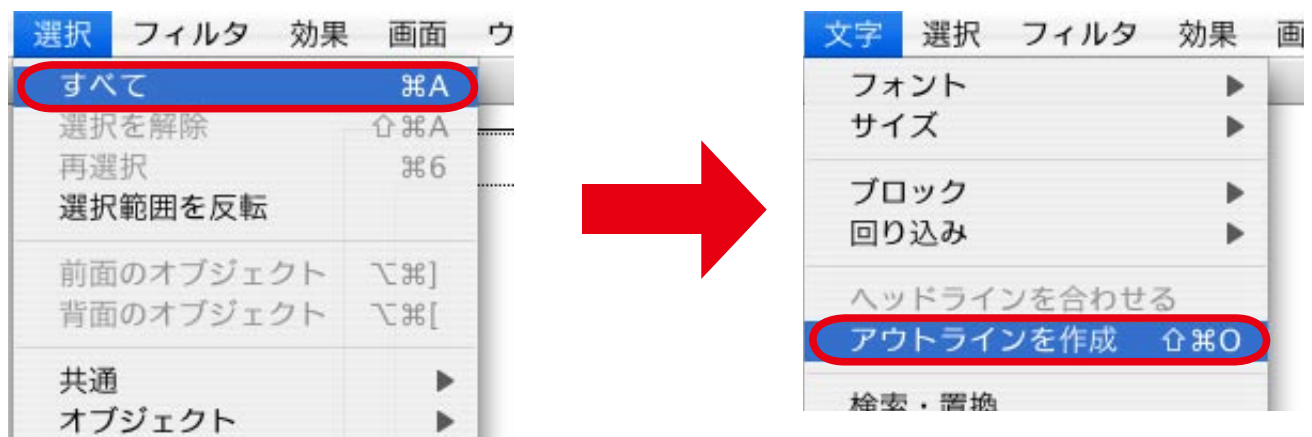 選択 フィルタ 効果 画面 ウ
すべて ⌘A
選択を解除 ⇧⌘A
再選択 ⌘6
選択範囲を反転
前面のオブジェクト ⌥⌘]
背面のオブジェクト ⌥⌘[
共通
オブジェクト
文字 選択 フィルタ 効果 画
フォント
サイズ
ブロック
回り込み
ヘッドラインを合わせる
アウトラインを作成 ⇧⌘O
検索・置換